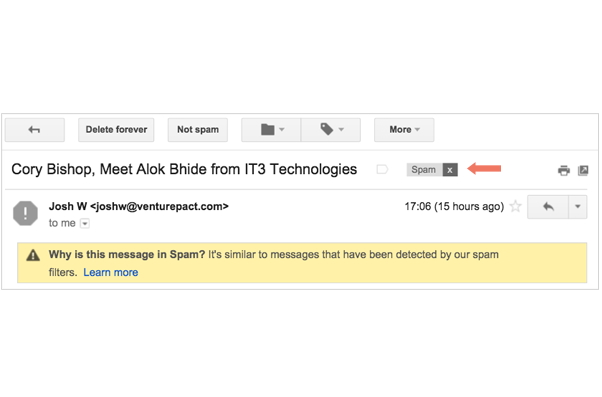 Delete forever Not spam More
Cory Bishop, Meet Alok Bhide from IT3 Technologies Spam x
Josh W <joshw@venturepact.com> 17:06 (15 hours ago)
to me
Why is this message in Spam? It's similar to messages that have been detected by our spam
filters. Learn more